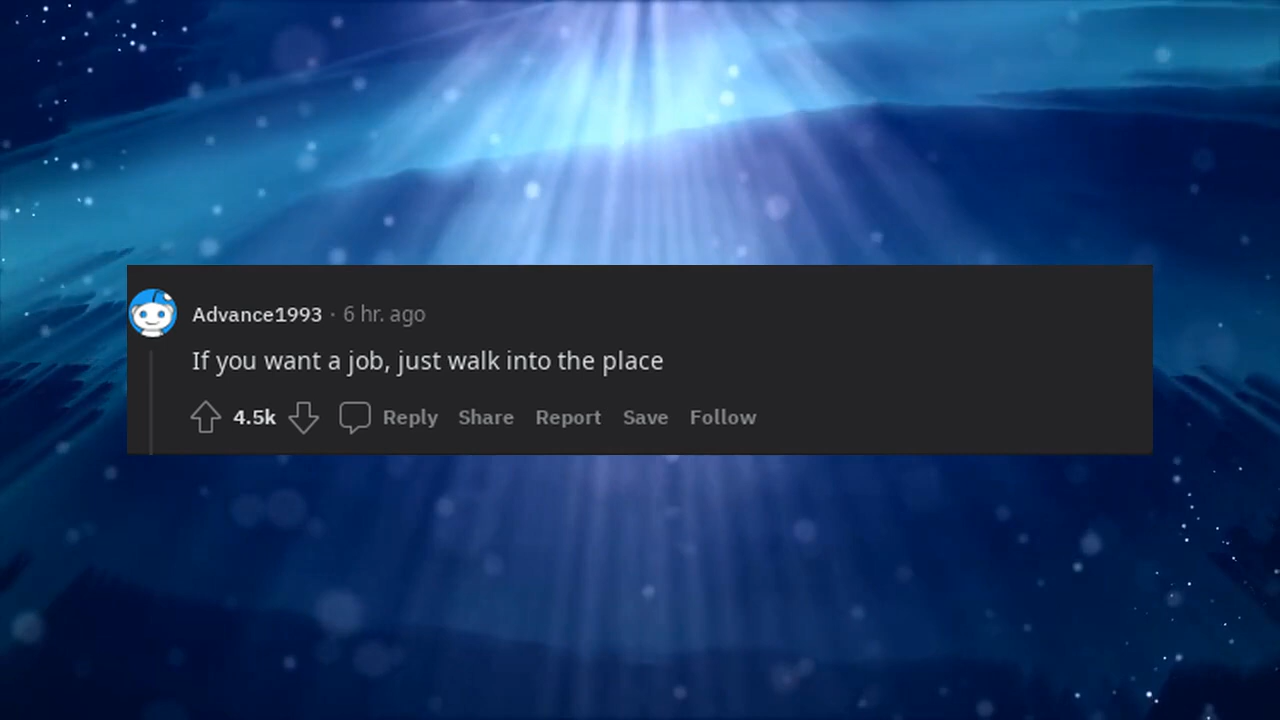 Advance1993 · 6 hr. ago
If you want a job, just walk into the place
4.5k Reply Share Report Save Follow